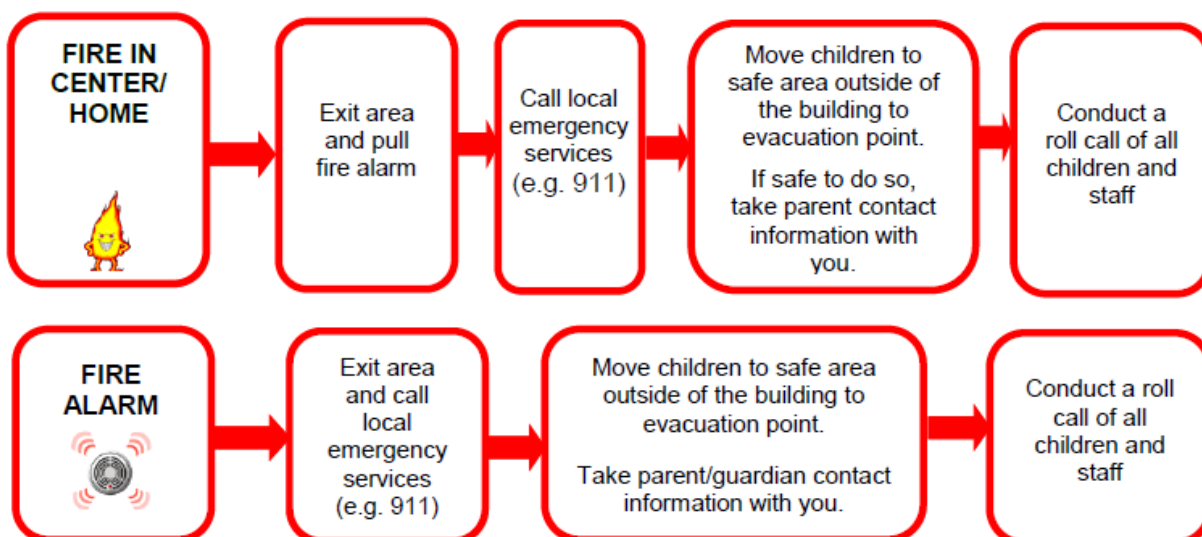 FIRE IN
CENTER/
HOME
Exit area
and pull
fire alarm
Call local
emergency
services
(e.g. 911)
Move children to
safe area outside of
the building to
evacuation point.
If safe to do so,
take parent contact
information with
you.
Conduct a
roll call of all
children and
staff
FIRE
ALARM
Exit area
and call
local
emergency
services
(e.g. 911)
Move children to safe area
outside of the building to
evacuation point.
Take parent/guardian contact
information with you.
Conduct a roll
call of all
children and
staff